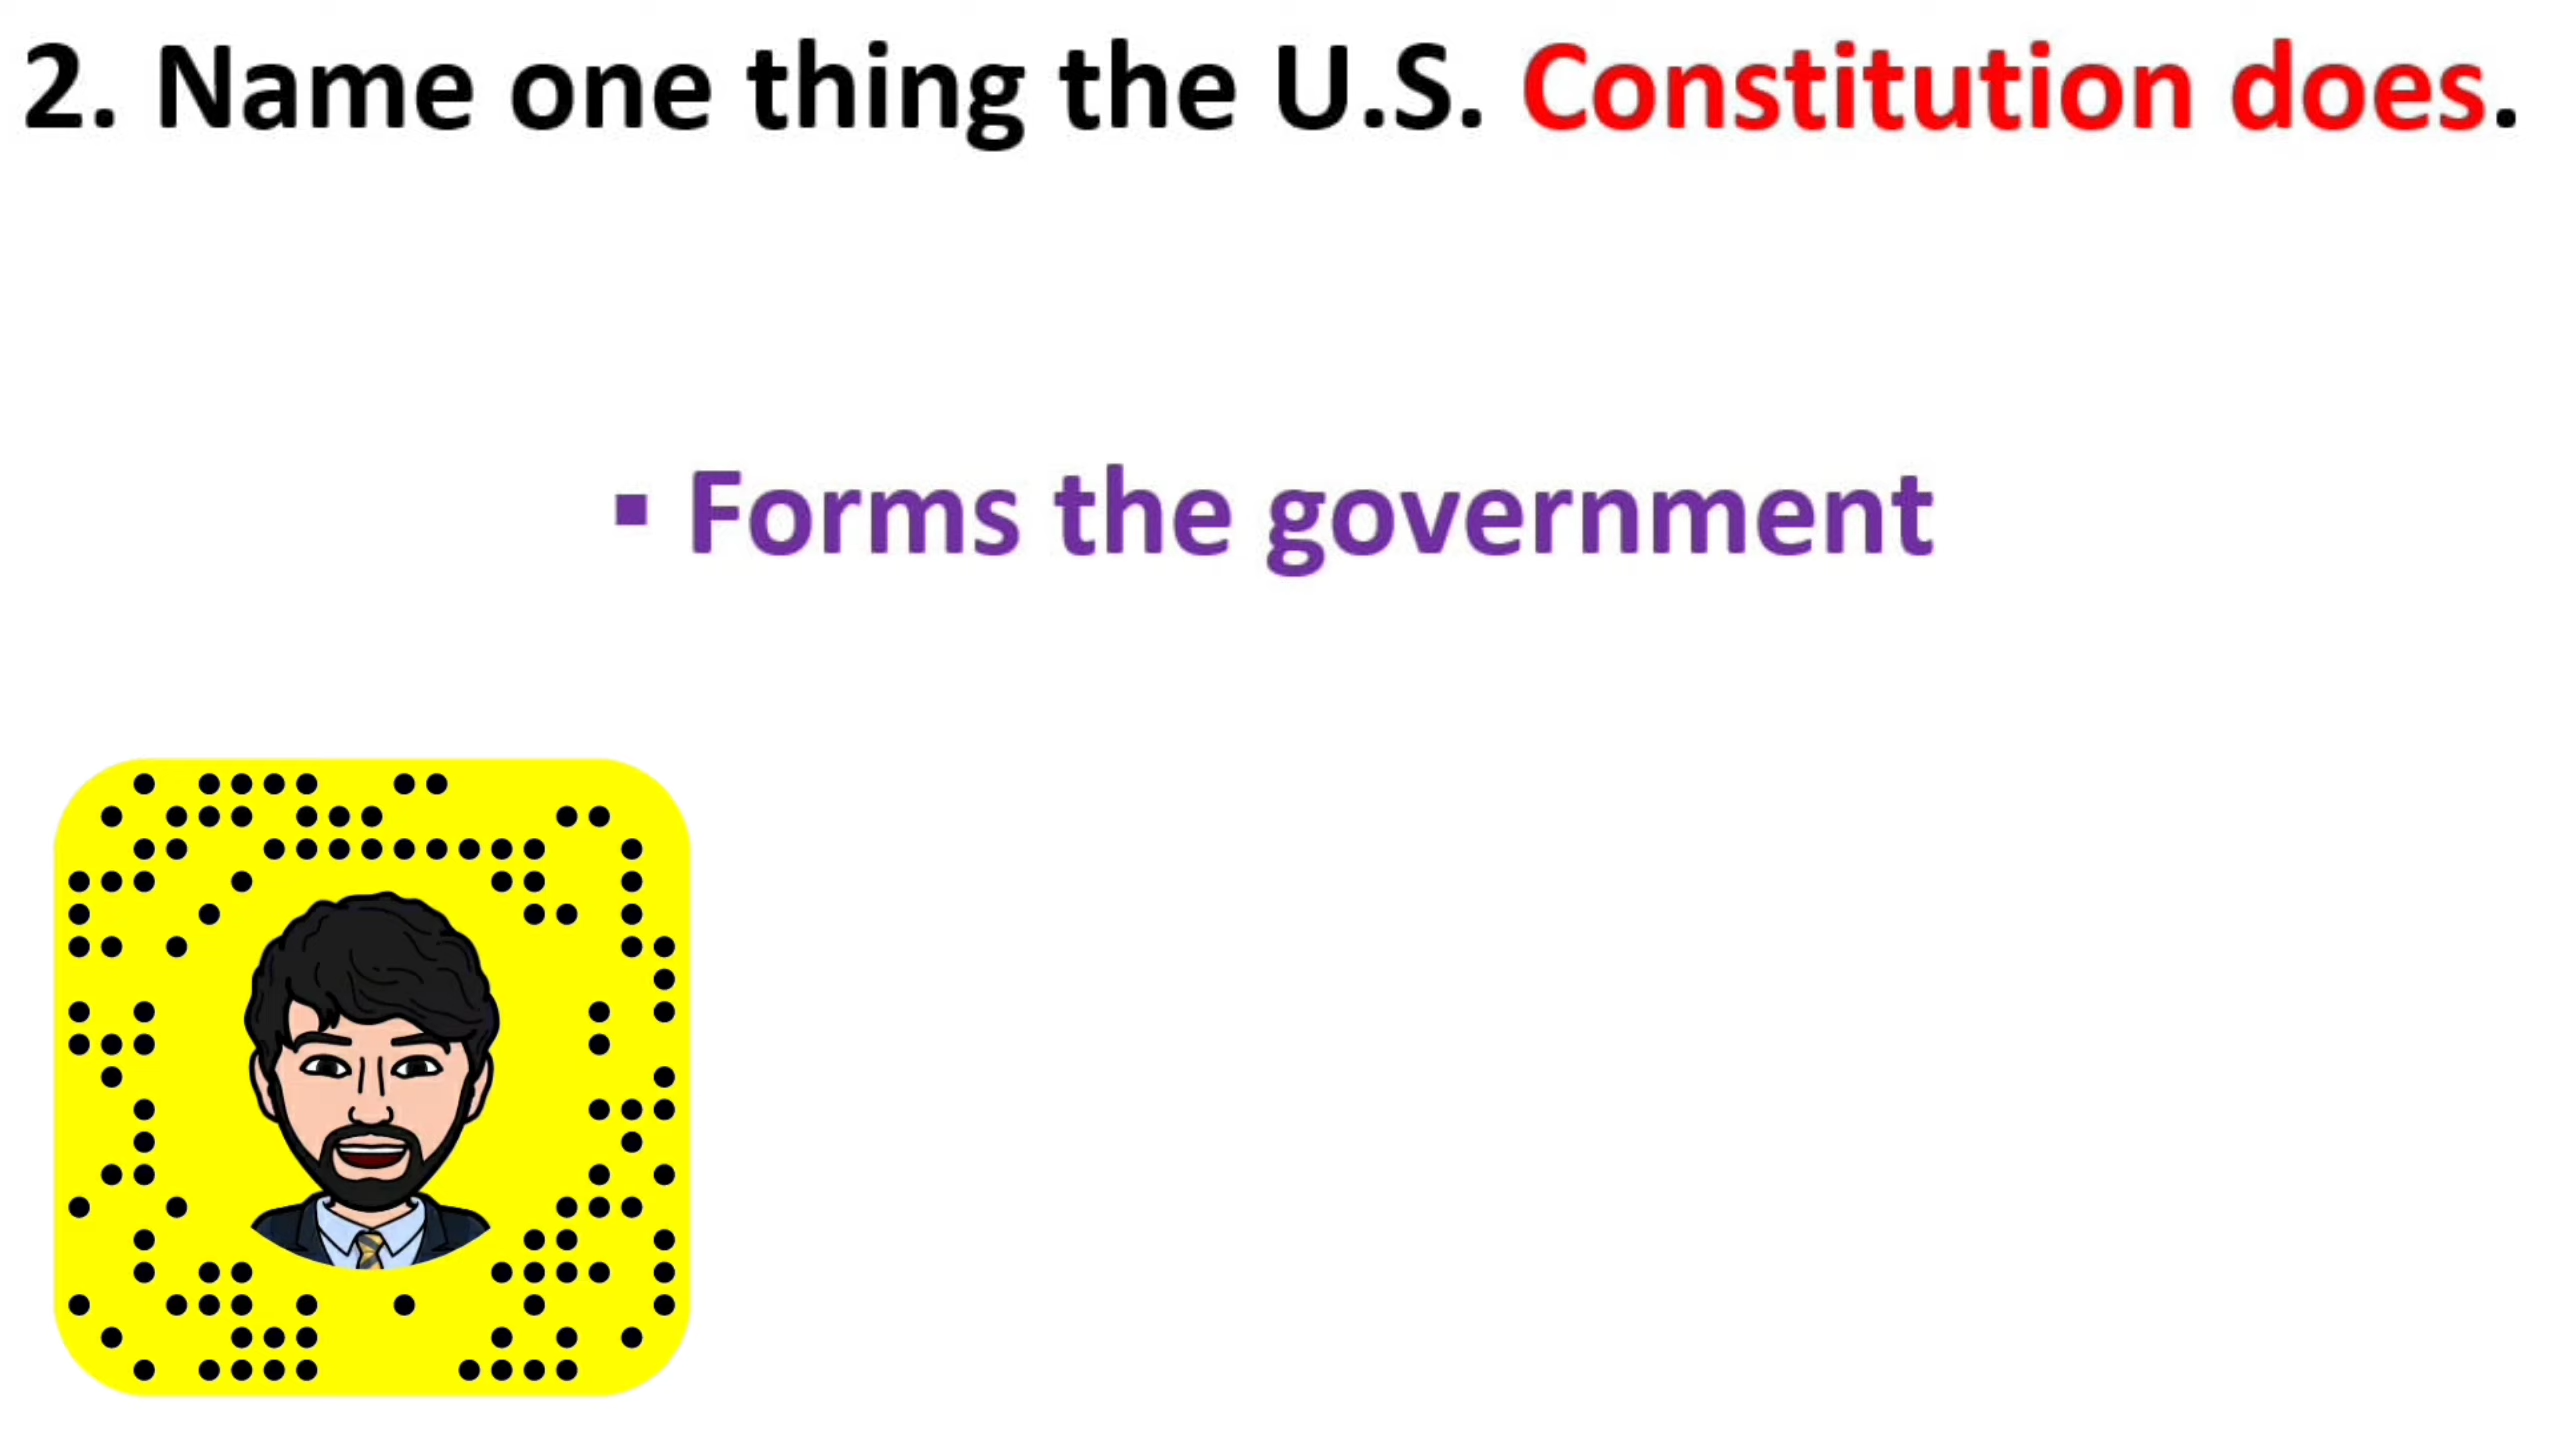 2. Name one thing the U.S. Constitution does.
▪ Forms the government